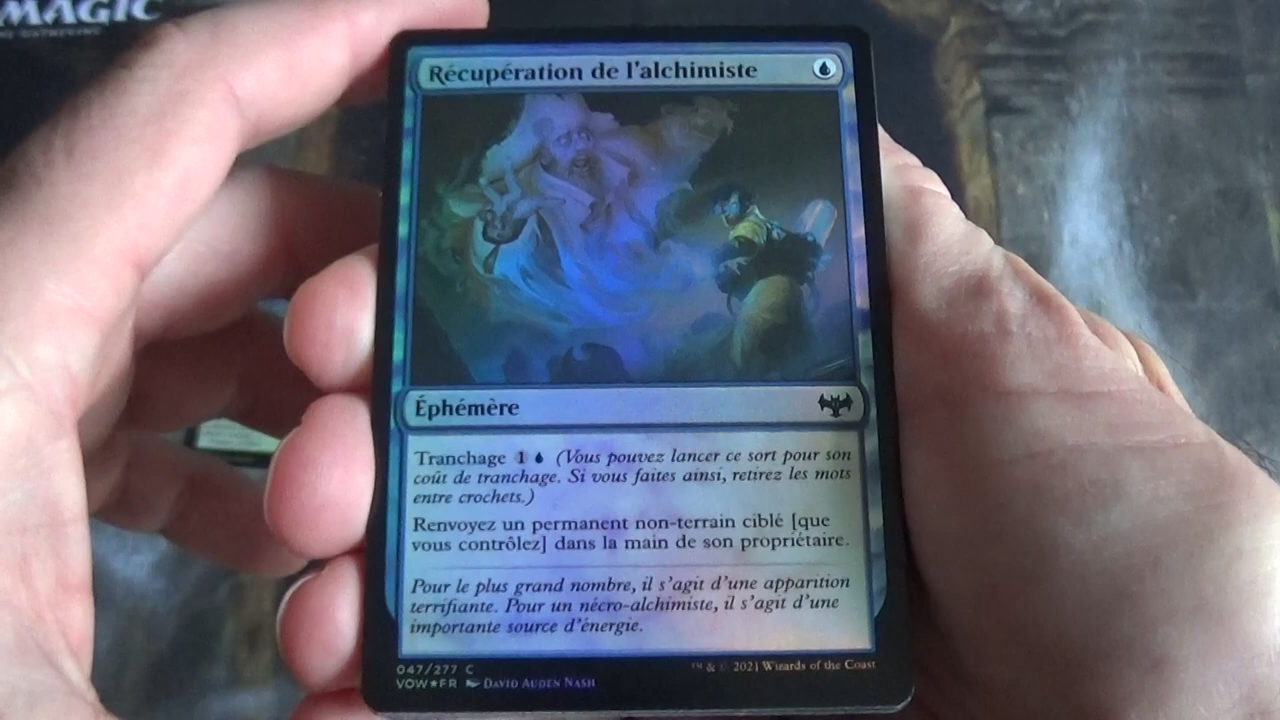 MAGIC
THE GATHERING
Récupération de l'alchimiste
Éphémère
Tranchage 1 (Vous pouvez lancer ce sort pour son
coût de tranchage. Si vous faites ainsi, retirez les mots
entre crochets.)
Renvoyez un permanent non-terrain ciblé [que
vous contrôlez] dans la main de son propriétaire.
Pour le plus grand nombre, il s'agit d'une apparition
terrifiante. Pour un nécro-alchimiste, il s'agit d'une
importante source d'énergie.
047/277 C
™ & © 2021 Wizards of the Coast
VOW★FR David Auden Nash